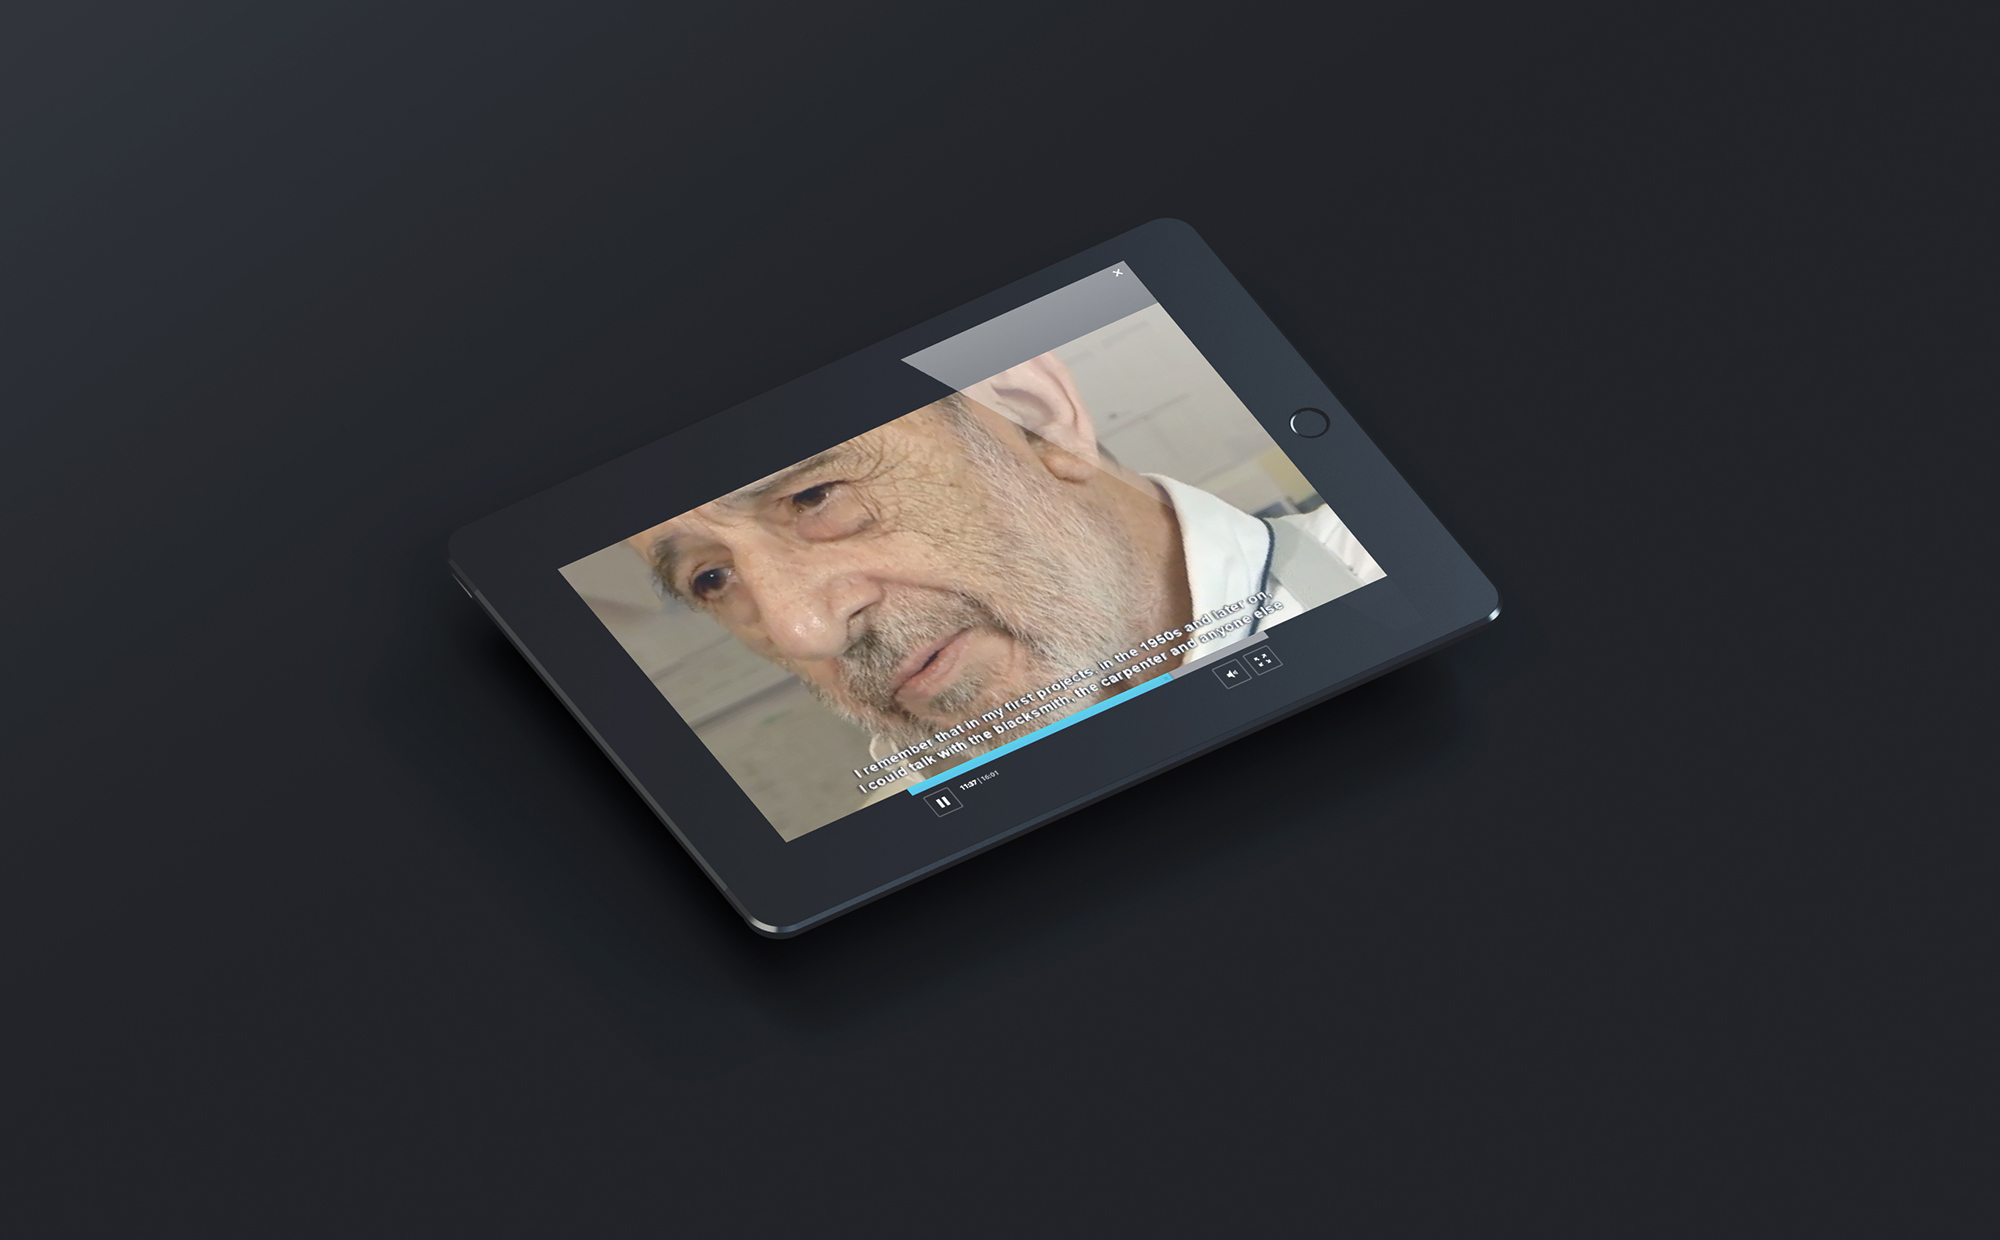 I remember that in my first projects, in the 1950s and later on,
I could talk with the blacksmith, the carpenter and anyone else
11:37 | 16:01